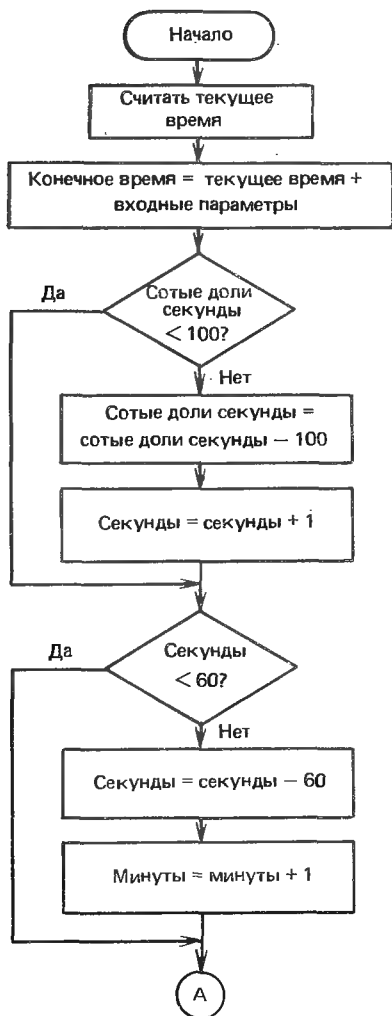 Начало
Считать текущее
время
Конечное время = текущее время +
входные параметры
Да
Сотые доли
секунды
< 100?
Нет
Сотые доли секунды =
сотые доли секунды − 100
Секунды = секунды + 1
Да
Секунды
< 60?
Нет
Секунды = секунды − 60
Минуты = минуты + 1
А